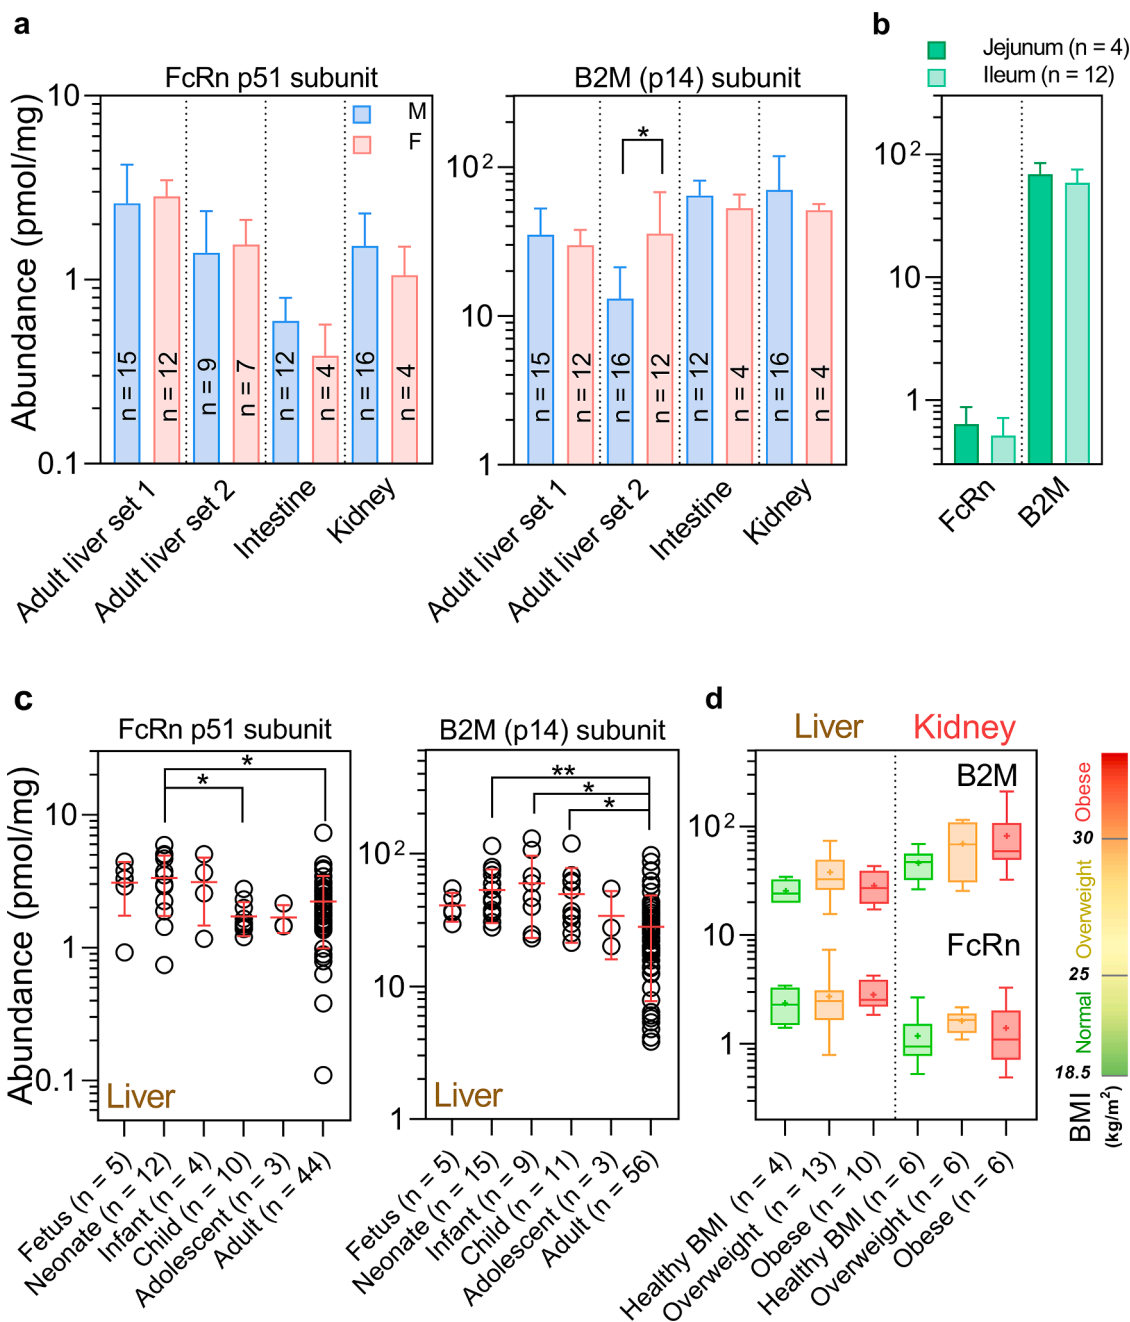 a
FcRn p51 subunit
Abundance (pmol/mg)
10
1
0.1
M
F
n = 15
n = 12
n = 9
n = 7
n = 12
n = 4
n = 16
n = 4
Adult liver set 1
Adult liver set 2
Intestine
Kidney
B2M (p14) subunit
10²
10
1
*
n = 15
n = 12
n = 16
n = 12
n = 12
n = 4
n = 16
n = 4
Adult liver set 1
Adult liver set 2
Intestine
Kidney
b
Jejunum (n = 4)
Ileum (n = 12)
10²
10
1
FcRn
B2M
c
FcRn p51 subunit
Abundance (pmol/mg)
10
1
0.1
*
*
Liver
Fetus (n = 5)
Neonate (n = 12)
Infant (n = 4)
Child (n = 10)
Adolescent (n = 3)
Adult (n = 44)
B2M (p14) subunit
10²
10
1
**
*
*
Liver
Fetus (n = 5)
Neonate (n = 15)
Infant (n = 9)
Child (n = 11)
Adolescent (n = 3)
Adult (n = 56)
d
Liver
Kidney
B2M
FcRn
10²
10
1
Healthy BMI (n = 4)
Overweight (n = 13)
Obese (n = 10)
Healthy BMI (n = 6)
Overweight (n = 6)
Obese (n = 6)
Obese
30
Overweight
25
Normal
18.5
BMI
(kg/m²)